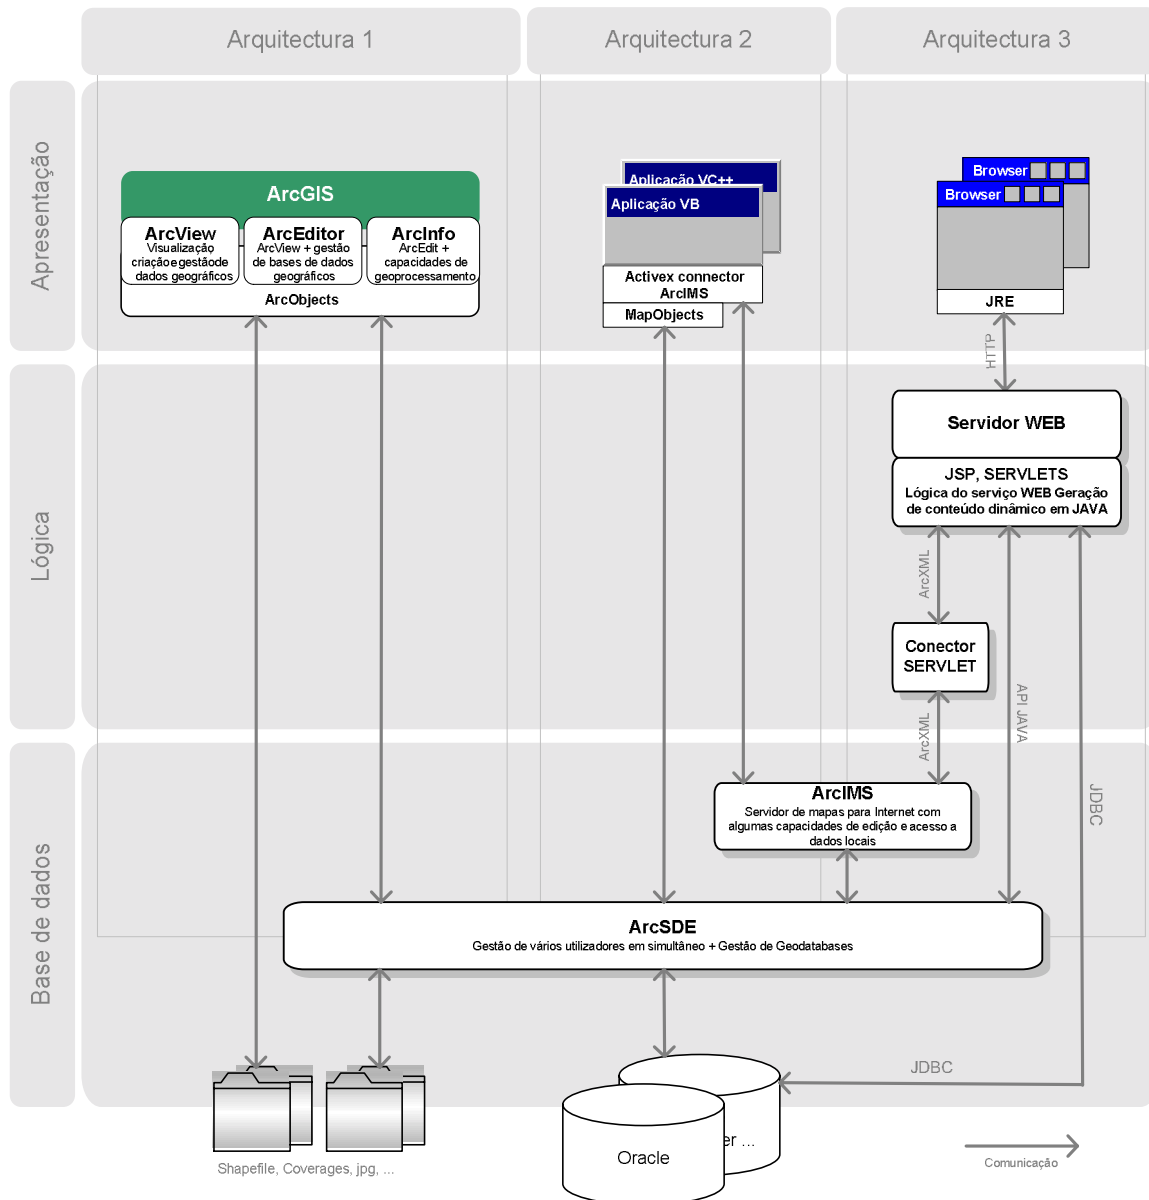 Arquitectura 1
Arquitectura 2
Arquitectura 3
Apresentação
ArcGIS
ArcView
Visualização,
criação e gestão de
dados geográficos
ArcEditor
ArcView + gestão
de bases de dados
geográficos
ArcInfo
ArcEdit +
capacidades de
geoprocessamento
ArcObjects
Aplicação VC++
Aplicação VB
Activex connector
ArcIMS
MapObjects
Browser
Browser
JRE
HTTP
Lógica
Servidor WEB
JSP, SERVLETS
Lógica do serviço WEB Geração
de conteúdo dinâmico em JAVA
ArcXML
Conector
SERVLET
ArcXML
API JAVA
JDBC
Base de dados
ArcIMS
Servidor de mapas para Internet com
algumas capacidades de edição e acesso a
dados locais
ArcSDE
Gestão de vários utilizadores em simultâneo + Gestão de Geodatabases
JDBC
Shapefile, Coverages, jpg, ...
Oracle
er ...
Comunicação